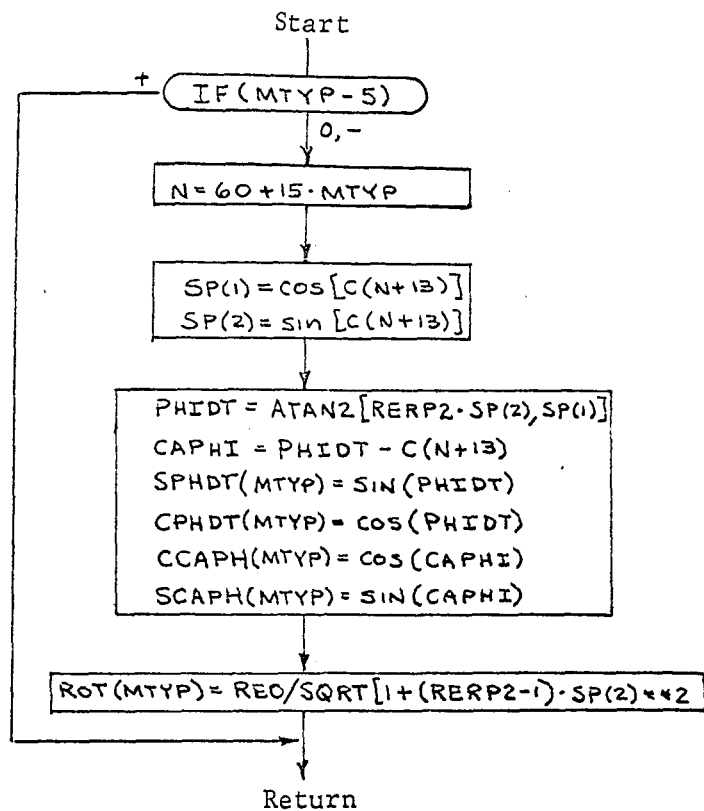 Start
+
IF(MTYP-5)
0,-
N=60+15·MTYP
SP(1)=cos[C(N+13)]
SP(2)=sin[C(N+13)]
PHIDT=ATAN2[RERP2·SP(2),SP(1)]
CAPHI=PHIDT-C(N+13)
SPHDT(MTYP)=SIN(PHIDT)
CPHDT(MTYP)=COS(PHIDT)
CCAPH(MTYP)=COS(CAPHI)
SCAPH(MTYP)=SIN(CAPHI)
ROT(MTYP)=REO/SQRT[1+(RERP2-1)·SP(2)**2
Return